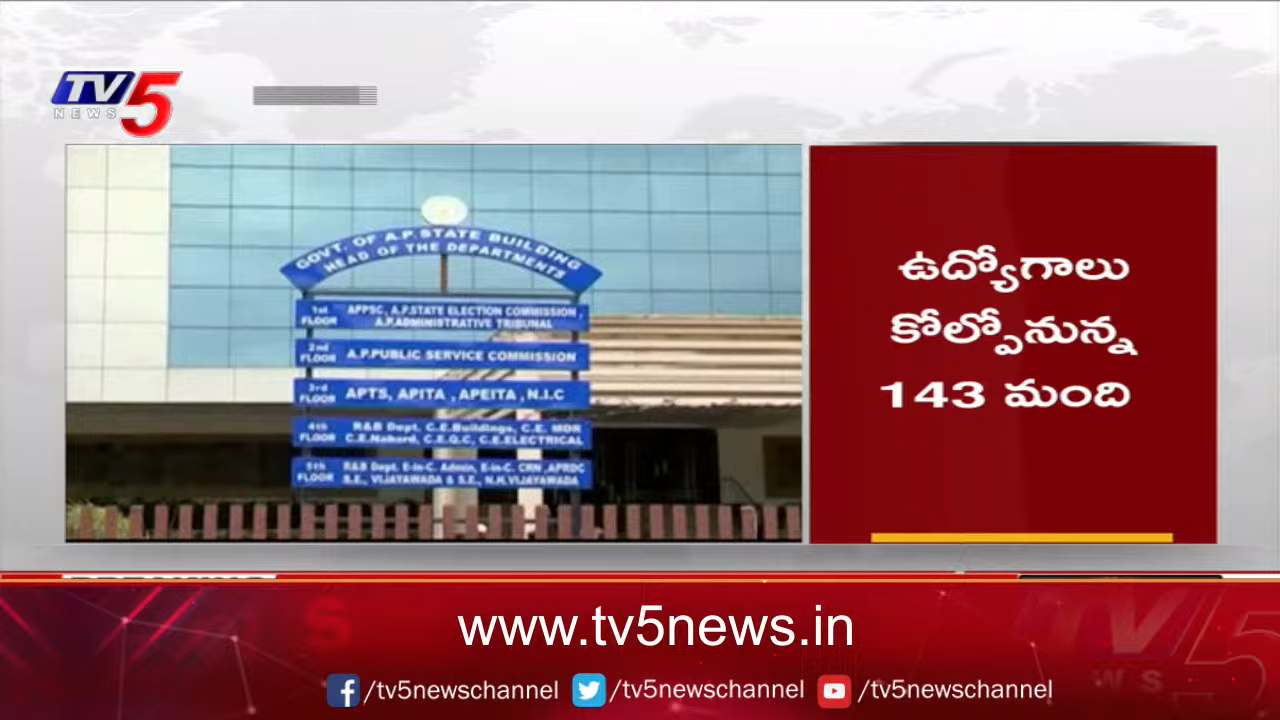 TV5
NEWS
GOVT. OF A.P. STATE BUILDING
HEAD OF THE DEPARTMENTS
1st FLOOR APPSC, A.P.STATE ELECTION COMMISSION,
A.P.ADMINISTRATIVE TRIBUNAL
2nd FLOOR A.P.PUBLIC SERVICE COMMISSION
3rd FLOOR APTS, APITA, APEITA, N.I.C
4th FLOOR R&B Dept. C.E.Buildings, C.E. MDR
C.E.Nabard, C.E.Q.C, C.E.ELECTRICAL
5th FLOOR R&B Dept. E-in-C. Admin, E-in-C. CRN, APRDC
S.E., VIJAYAWADA & S.E., N.H.VIJAYAWADA
ఉద్యోగాలు
కోల్పోనున్న
143 మంది
www.tv5news.in
/tv5newschannel /tv5newschannel /tv5newschannel